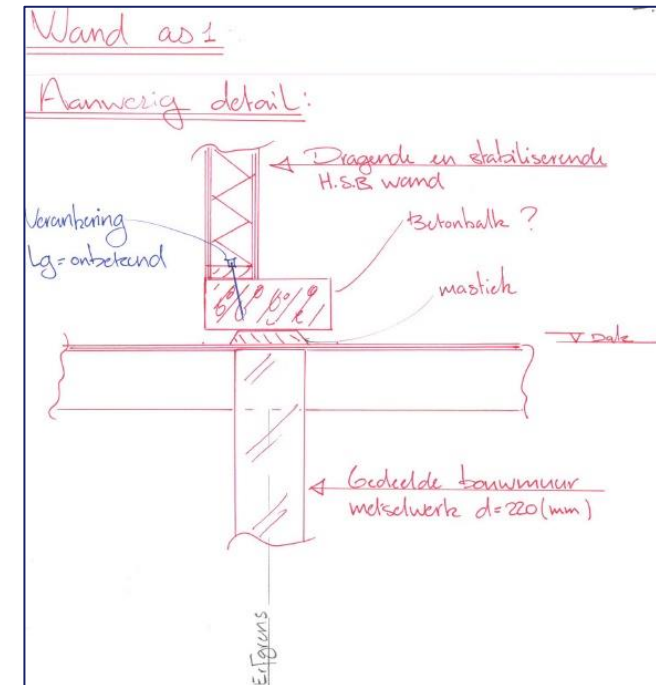 Wand as 1
Aanwezig detail:
Dragende en stabiliserende
H.S.B. wand
Verankering
Lg = onbekend
Betonbalk ?
mastiek
Dak
Gedeelde bouwmuur
metselwerk d=220 (mm)
Erfgrens